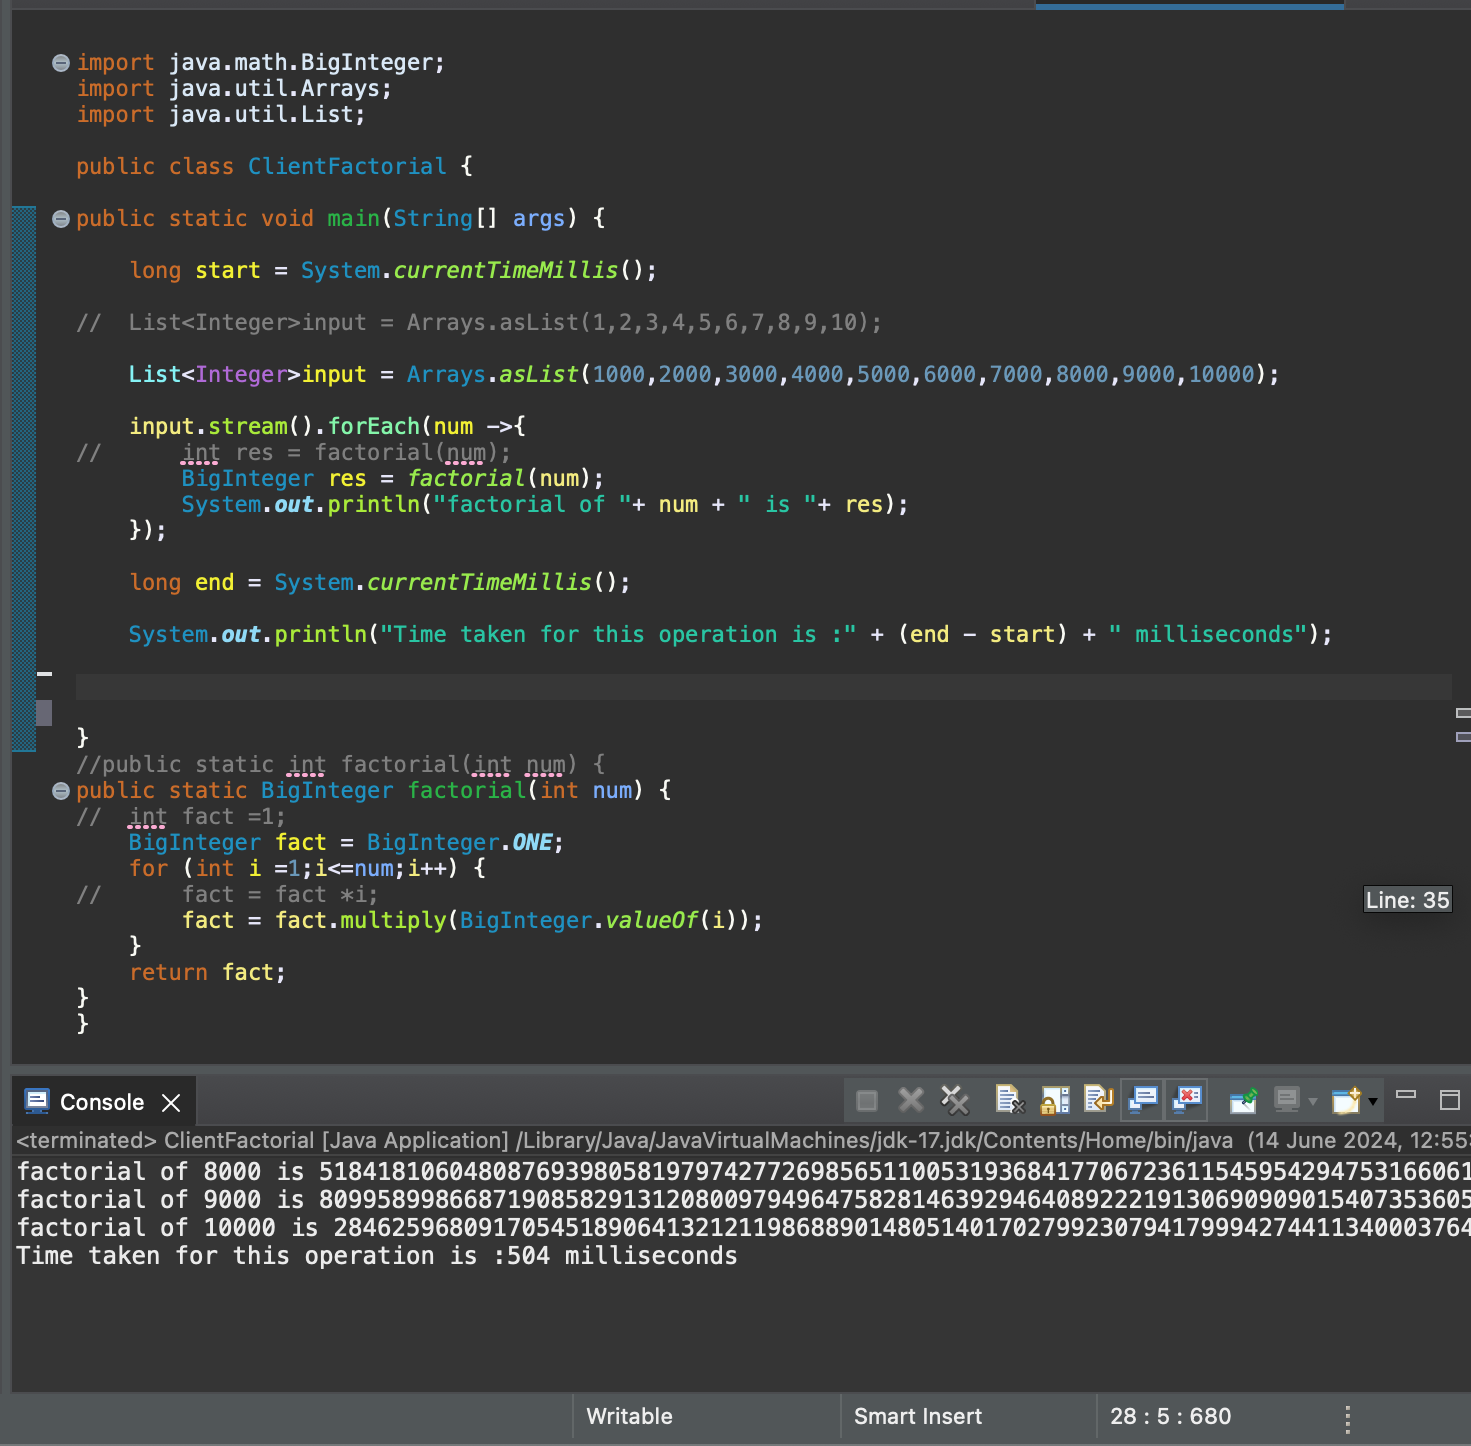 import java.math.BigInteger;
import java.util.Arrays;
import java.util.List;
public class ClientFactorial {
public static void main(String[] args) {
long start = System.currentTimeMillis();
// List<Integer>input = Arrays.asList(1,2,3,4,5,6,7,8,9,10);
List<Integer>input = Arrays.asList(1000,2000,3000,4000,5000,6000,7000,8000,9000,10000);
input.stream().forEach(num ->{
// int res = factorial(num);
BigInteger res = factorial(num);
System.out.println("factorial of "+ num + " is "+ res);
});
long end = System.currentTimeMillis();
System.out.println("Time taken for this operation is :" + (end - start) + " milliseconds");
}
//public static int factorial(int num) {
public static BigInteger factorial(int num) {
// int fact =1;
BigInteger fact = BigInteger.ONE;
for (int i =1;i<=num;i++) {
// fact = fact *i;
Line: 35
fact = fact.multiply(BigInteger.valueOf(i));
}
return fact;
}
}
Console
<terminated> ClientFactorial [Java Application] /Library/Java/JavaVirtualMachines/jdk-17.jdk/Contents/Home/bin/java (14 June 2024, 12:55:
factorial of 8000 is 51841810604808769398058197974277269856511005319368417706723611545954294753166061
factorial of 9000 is 80995899866871908582913120800979496475828146392946408922219130690909015407353605
factorial of 10000 is 2846259680917054518906413212119868890148051401702799230794179994274411340003764
Time taken for this operation is :504 milliseconds
Writable
Smart Insert
28 : 5 : 680